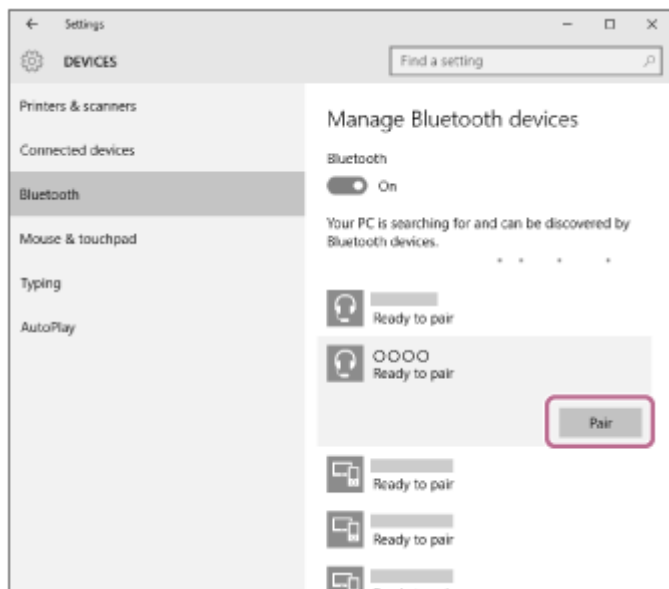 Settings
DEVICES
Find a setting
Printers & scanners
Connected devices
Bluetooth
Mouse & touchpad
Typing
AutoPlay
Manage Bluetooth devices
Bluetooth
On
Your PC is searching for and can be discovered by
Bluetooth devices.
Ready to pair
OOOO
Ready to pair
Pair
Ready to pair
Ready to pair